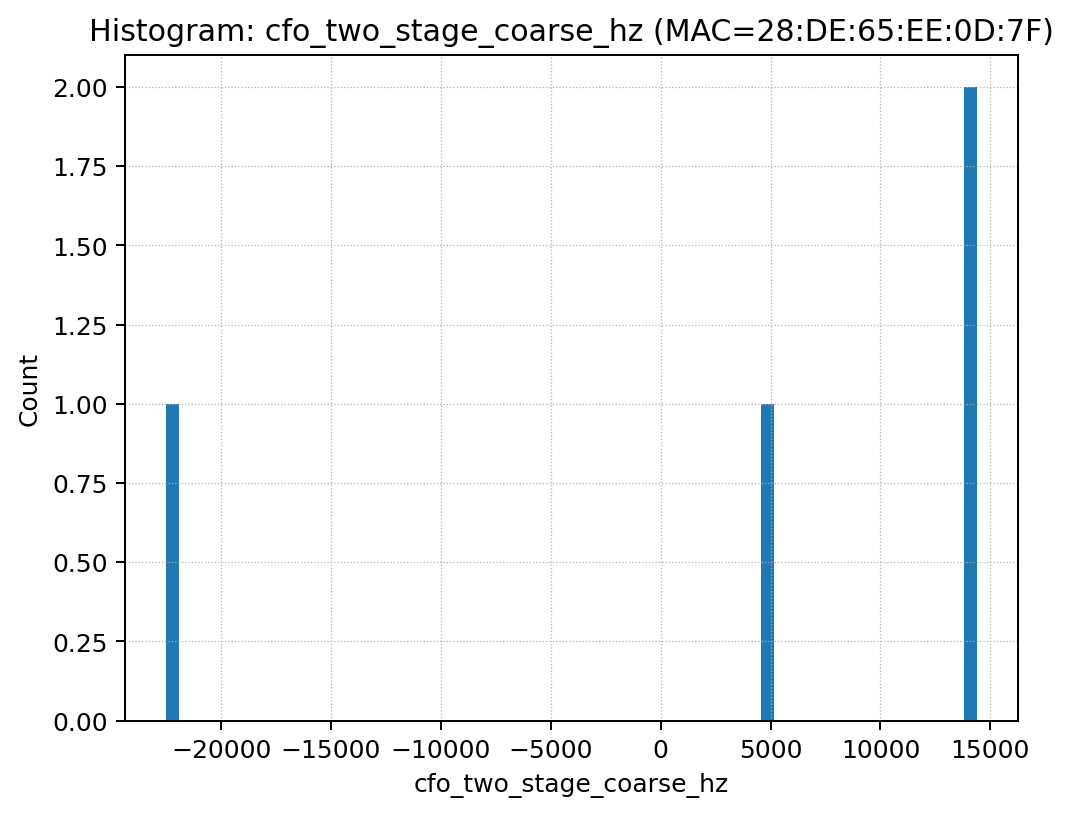 Histogram: cfo_two_stage_coarse_hz (MAC=28:DE:65:EE:0D:7F)
2.00
1.75
1.50
1.25
1.00
0.75
0.50
0.25
0.00
Count
−20000 −15000 −10000 −5000 0 5000 10000 15000
cfo_two_stage_coarse_hz